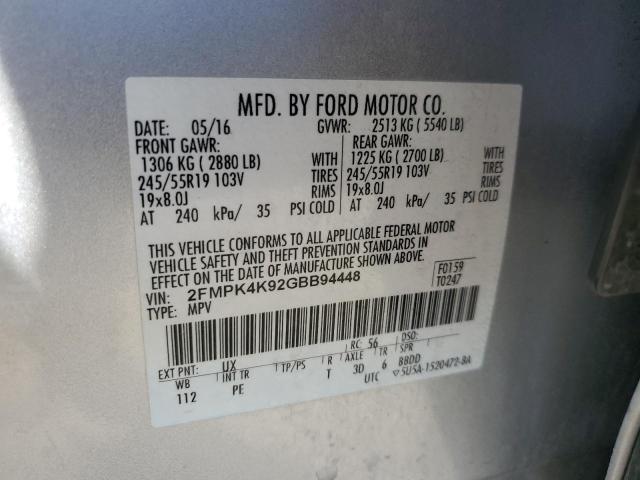 MFD. BY FORD MOTOR CO.
DATE: 05/16 GVWR: 2513 KG ( 5540 LB)
FRONT GAWR: REAR GAWR:
1306 KG ( 2880 LB) WITH 1225 KG ( 2700 LB) WITH
245/55R19 103V TIRES 245/55R19 103V TIRES
19x8.0J RIMS 19x8.0J RIMS
AT 240 kPa/ 35 PSI COLD AT 240 kPa/ 35 PSI COLD
THIS VEHICLE CONFORMS TO ALL APPLICABLE FEDERAL MOTOR
VEHICLE SAFETY AND THEFT PREVENTION STANDARDS IN
EFFECT ON THE DATE OF MANUFACTURE SHOWN ABOVE.
VIN: 2FMPK4K92GBB94448 F0159
TYPE: MPV T0247
EXT PNT: UX RC: 56 DSO:
WB INT TR TP/PS R AXLE TR SPR
112 PE T 3D 6 BBDD
UTC ▽5U5A-1520472-BA